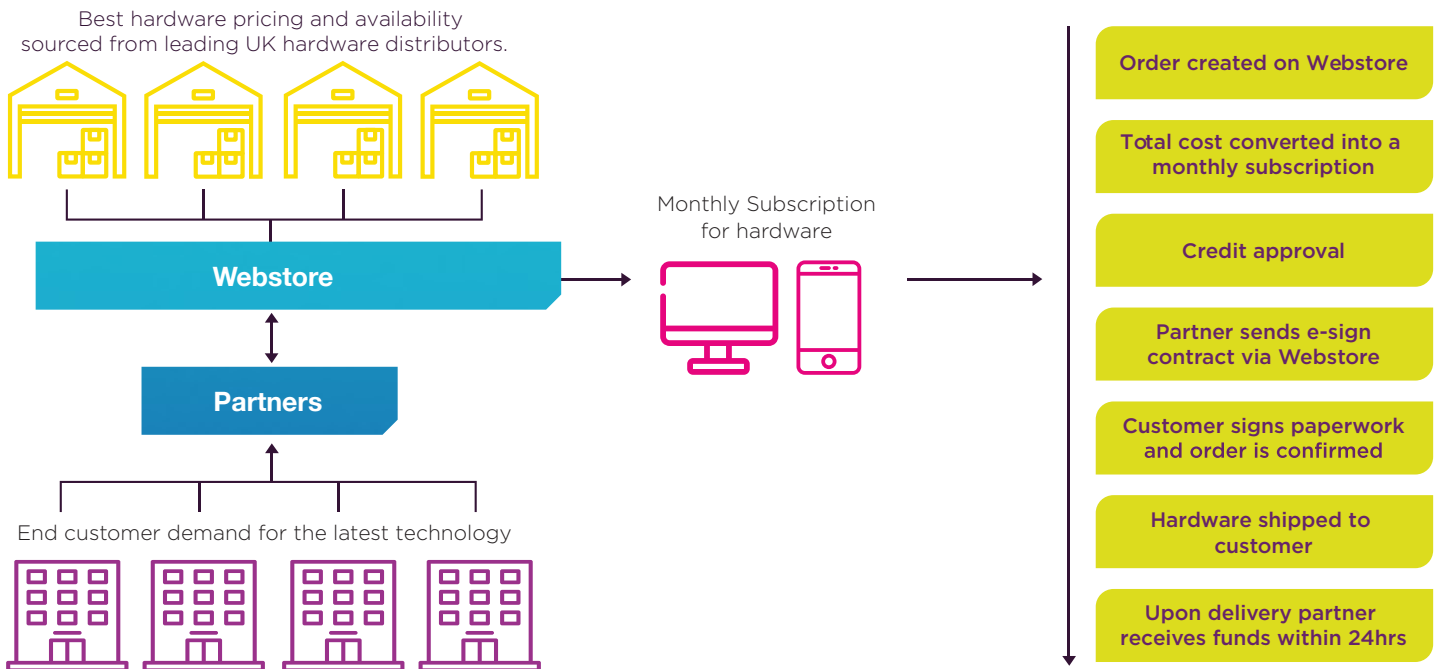 Best hardware pricing and availability
sourced from leading UK hardware distributors.
Webstore
Partners
End customer demand for the latest technology
Monthly Subscription
for hardware
Order created on Webstore
Total cost converted into a
monthly subscription
Credit approval
Partner sends e-sign
contract via Webstore
Customer signs paperwork
and order is confirmed
Hardware shipped to
customer
Upon delivery partner
receives funds within 24hrs